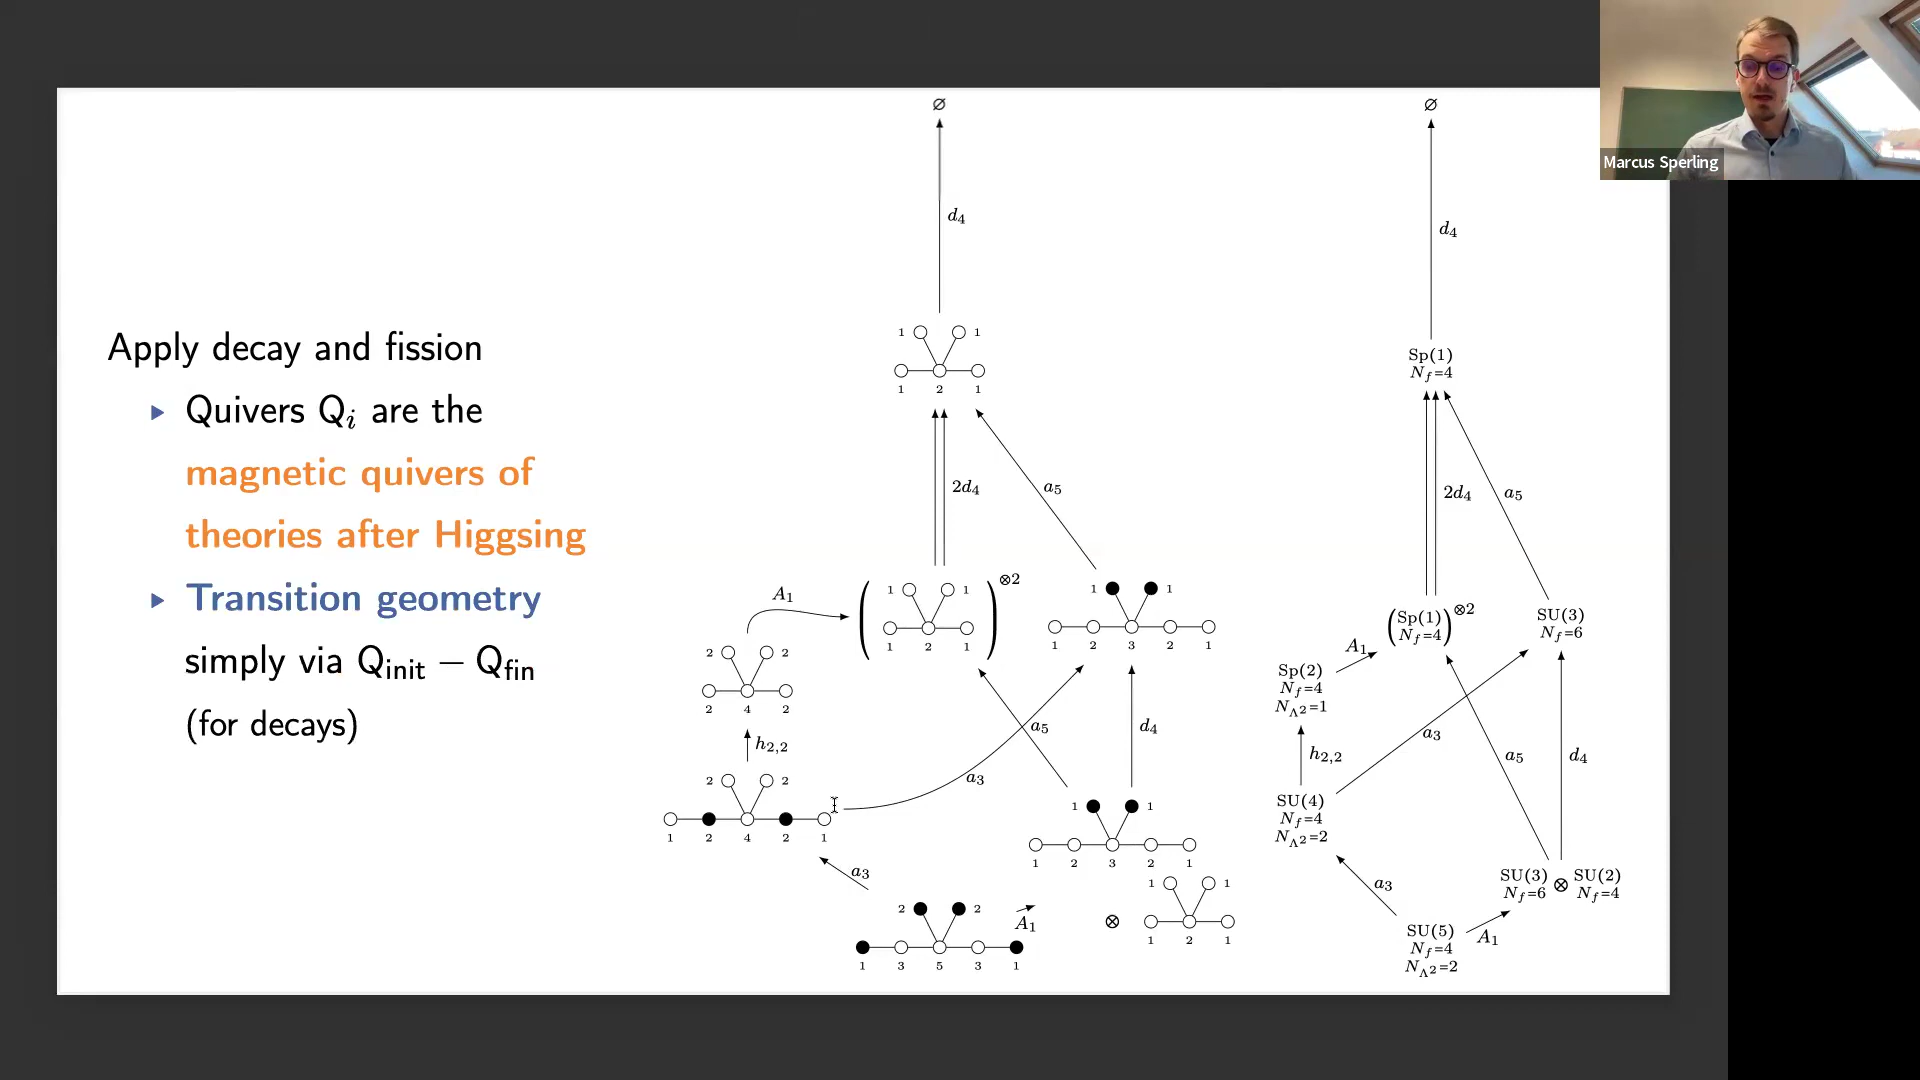 Marcus Sperling
Apply decay and fission
Quivers Qᵢ are the
magnetic quivers of
theories after Higgsing
Transition geometry
simply via Q_init − Q_fin
(for decays)
∅
d₄
1 1
1 2 1
2d₄
a₅
A₁
( 1 1 )⊗2
1 2 1
1 1
1 2 3 2 1
2 2
2 4 2
h₂,₂
a₅
d₄
a₃
2 2
1 2 4 2 1
a₃
1 1
1 2 3 2 1
⊗
1 1
1 2 1
A₁
2 2
1 3 5 3 1
∅
d₄
Sp(1)
N_f=4
2d₄
a₅
(Sp(1)
N_f=4)⊗2
SU(3)
N_f=6
A₁
Sp(2)
N_f=4
N_Λ²=1
h₂,₂
a₃
a₅
d₄
SU(4)
N_f=4
N_Λ²=2
a₃
SU(3) ⊗ SU(2)
N_f=6 N_f=4
A₁
SU(5)
N_f=4
N_Λ²=2